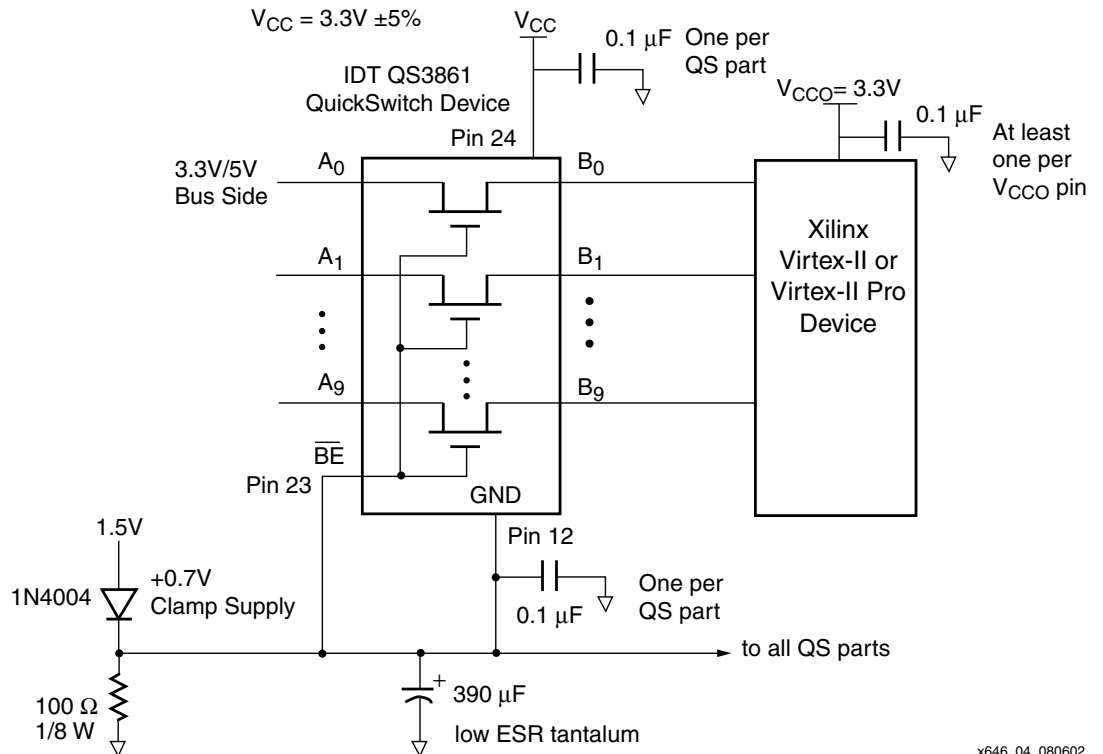 V_CC = 3.3V ±5%
V_CC
0.1 µF
One per
QS part
IDT QS3861
QuickSwitch Device
Pin 24
V_CCO= 3.3V
0.1 µF
At least
one per
V_CCO pin
3.3V/5V
Bus Side
A_0
B_0
A_1
B_1
A_9
B_9
Xilinx
Virtex-II or
Virtex-II Pro
Device
B̅E̅
Pin 23
GND
Pin 12
1.5V
1N4004
+0.7V
Clamp Supply
0.1 µF
One per
QS part
to all QS parts
100 Ω
1/8 W
+
390 µF
low ESR tantalum
x646_04_080602